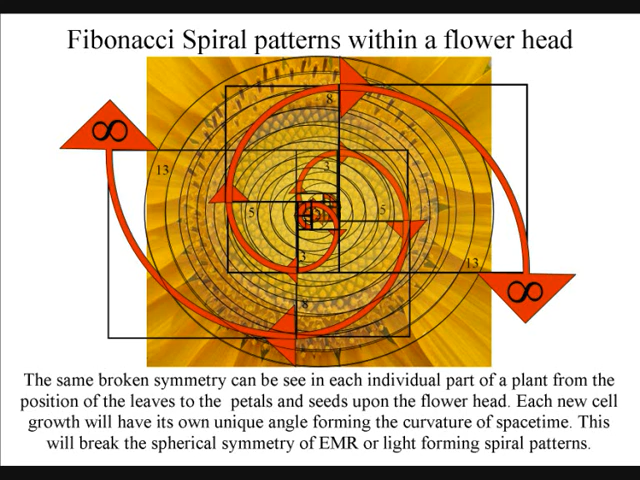 Fibonacci Spiral patterns within a flower head
∞
8
13
3
5
5
3
13
∞
8
The same broken symmetry can be see in each individual part of a plant from the
position of the leaves to the petals and seeds upon the flower head. Each new cell
growth will have its own unique angle forming the curvature of spacetime. This
will break the spherical symmetry of EMR or light forming spiral patterns.